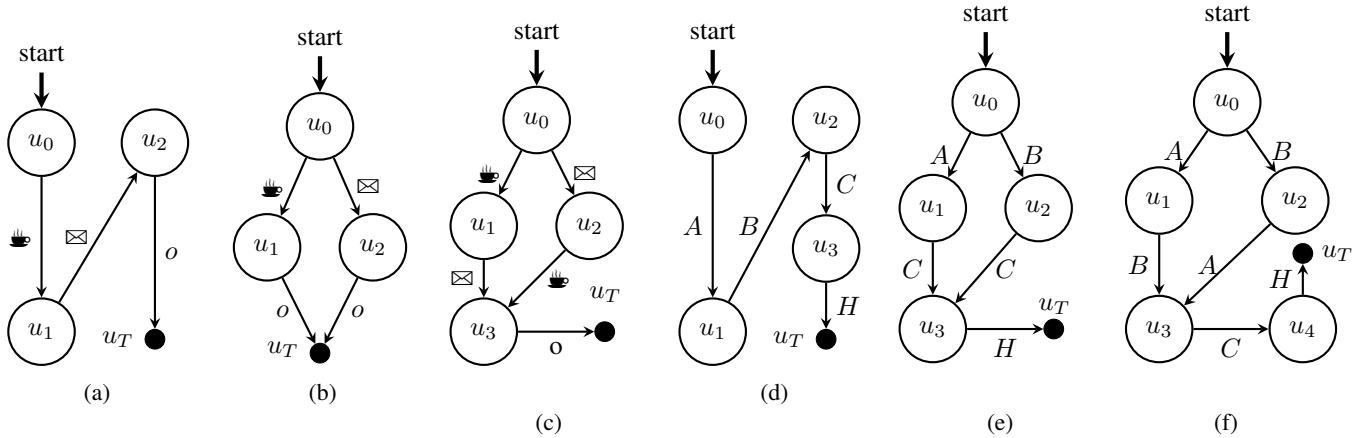 start
u0
u2
☕
✉
o
u1
uT
(a)
start
u0
☕
✉
u1
u2
o
o
uT
(b)
start
u0
☕
✉
u1
u2
✉
☕
uT
u3
o
(c)
start
u0
u2
C
A
B
u3
H
u1
uT
(d)
start
u0
A
B
u1
u2
C
C
uT
u3
H
(e)
start
u0
A
B
u1
u2
uT
B
A
H
u3
C
u4
(f)